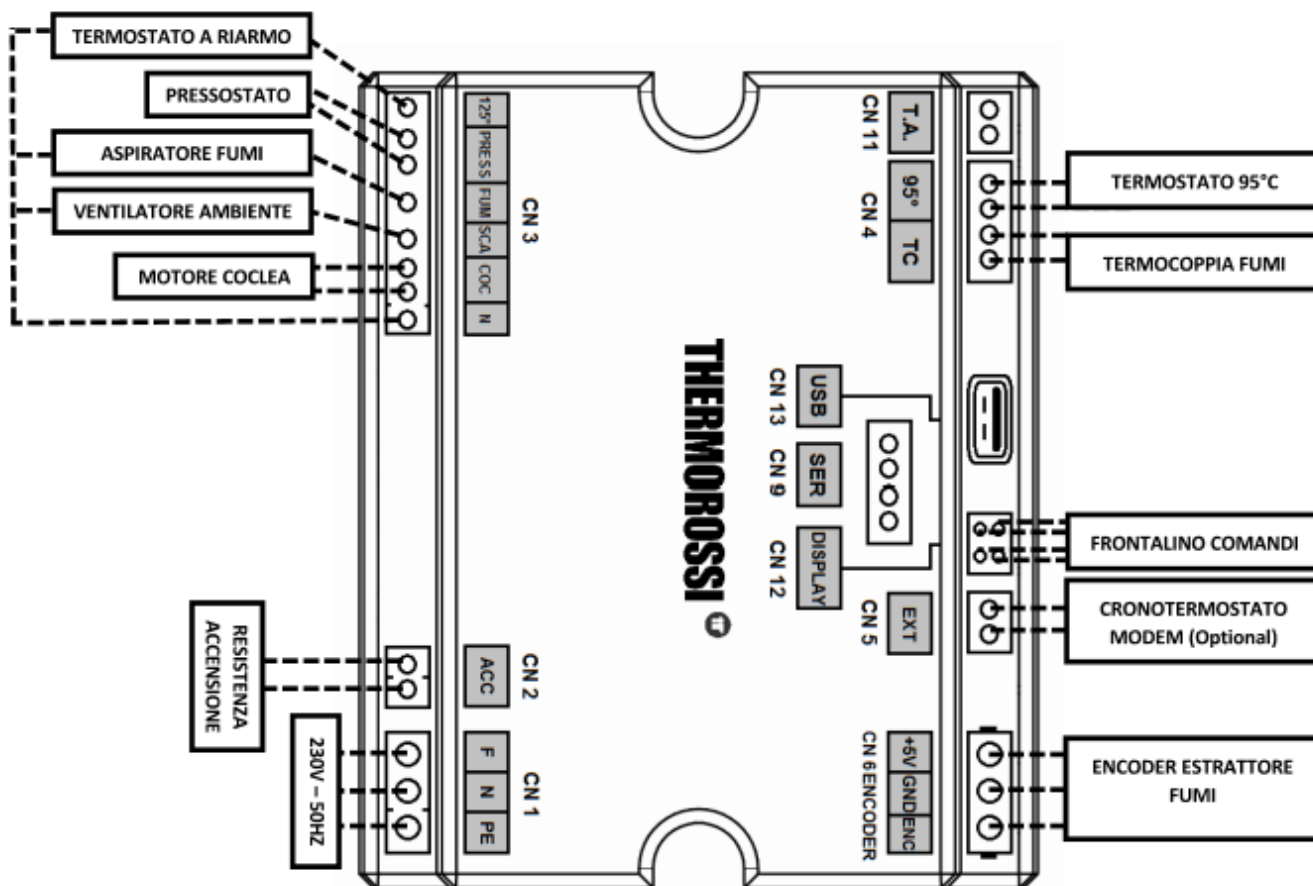 TERMOSTATO A RIARMO
PRESSOSTATO
ASPIRATORE FUMI
VENTILATORE AMBIENTE
MOTORE COCLEA
RESISTENZA
ACCENSIONE
230V – 50HZ
125°
PRESS
FUM
SCA
COC
N
CN 3
ACC
CN 2
F
N
PE
CN 1
THERMOROSSI
CN 11
T.A.
CN 4
95°
TC
CN 13
USB
CN 9
SER
CN 12
DISPLAY
CN 5
EXT
CN 6 ENCODER
+5V
GND
ENC
TERMOSTATO 95°C
TERMOCOPPIA FUMI
FRONTALINO COMANDI
CRONOTERMOSTATO
MODEM (Optional)
ENCODER ESTRATTORE
FUMI